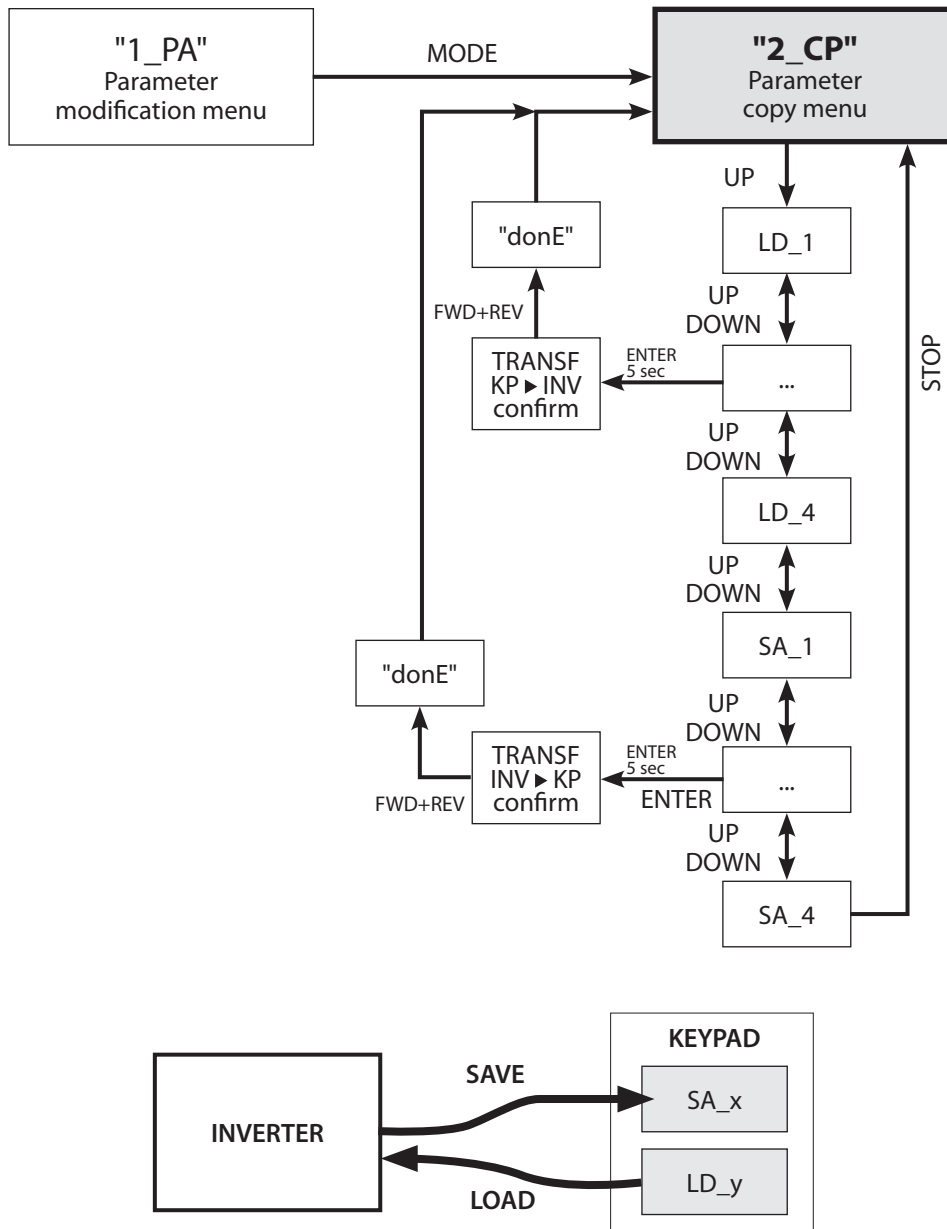 "1_PA"
Parameter
modification menu
MODE
"2_CP"
Parameter
copy menu
UP
"donE"
LD_1
FWD+REV
UP
DOWN
STOP
TRANSF
KP ▶ INV
confirm
ENTER
5 sec
...
UP
DOWN
LD_4
UP
DOWN
"donE"
SA_1
UP
DOWN
FWD+REV
TRANSF
INV ▶ KP
confirm
ENTER
5 sec
ENTER
...
UP
DOWN
SA_4
KEYPAD
INVERTER
SAVE
SA_x
LOAD
LD_y